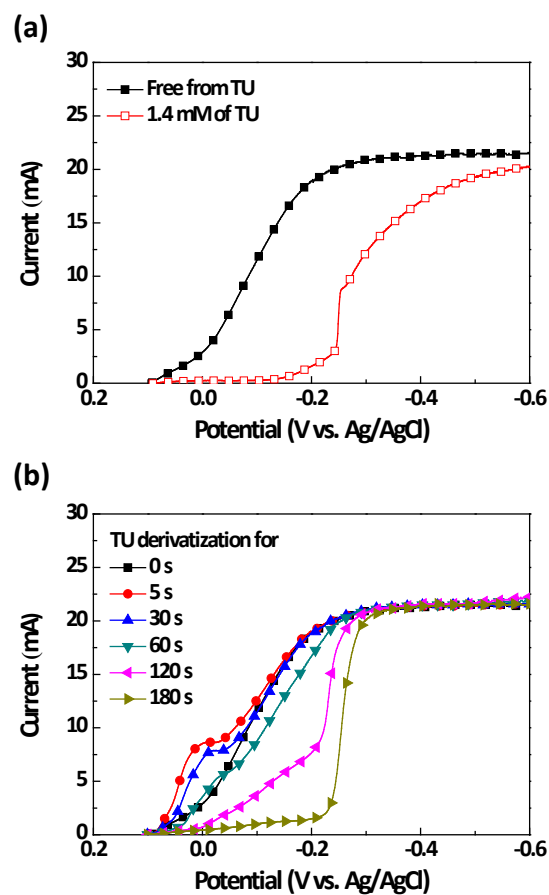 (a)
30
25
20
15
10
5
0
Current (mA)
Free from TU
1.4 mM of TU
0.2 0.0 -0.2 -0.4 -0.6
Potential (V vs. Ag/AgCl)
(b)
30
25
20
15
10
5
0
Current (mA)
TU derivatization for
0 s
5 s
30 s
60 s
120 s
180 s
0.2 0.0 -0.2 -0.4 -0.6
Potential (V vs. Ag/AgCl)